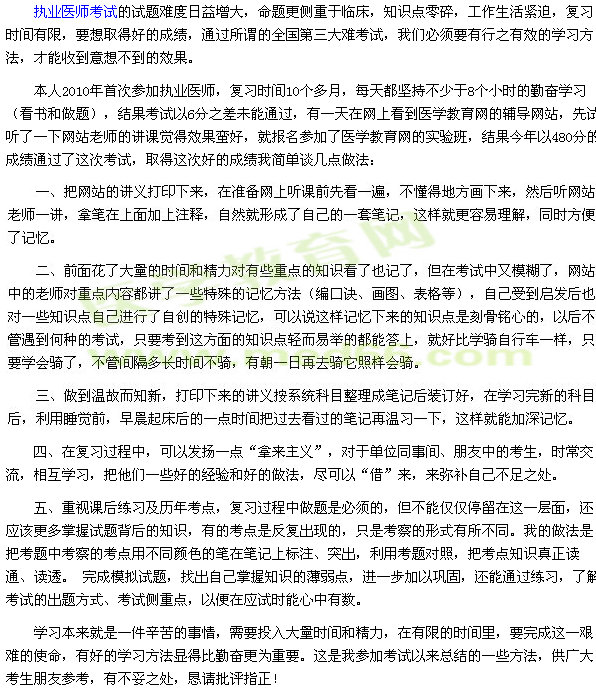 执业医师考试的试题难度日益增大，命题更侧重于临床，知识点零碎，工作生活紧迫，复习
时间有限，要想取得好的成绩，通过所谓的全国第三大难考试，我们必须要有行之有效的学习方
法，才能收到意想不到的效果。
本人2010年首次参加执业医师，复习时间10个多月，每天都坚持不少于8个小时的勤奋学习
（看书和做题），结果考试以6分之差未能通过，有一天在网上看到医学教育网的辅导网站，先试
听了一下网站老师的讲课觉得效果蛮好，就报名参加了医学教育网的实验班，结果今年以480分的
成绩通过了这次考试，取得这次好的成绩我简单谈几点做法：
一、把网站的讲义打印下来，在准备网上听课前先看一遍，不懂得地方画下来，然后听网站
老师一讲，拿笔在上面加上注释，自然就形成了自己的一套笔记，这样就更容易理解，同时方便
了记忆。
二、前面花了大量的时间和精力对有些重点的知识看了也记了，但在考试中又模糊了，网站
中的老师对重点内容都讲了一些特殊的记忆方法（编口诀、画图、表格等），自己受到启发后也
对一些知识点自己进行了自创的特殊记忆，可以说这样记忆下来的知识点是刻骨铭心的，以后不
管遇到何种的考试，只要考到这方面的知识点轻而易举的都能答上，就好比学骑自行车一样，只
要学会骑了，不管间隔多长时间不骑，有朝一日再去骑它照样会骑。
三、做到温故而知新，打印下来的讲义按系统科目整理成笔记后装订好，在学习完新的科目
后，利用睡觉前，早晨起床后的一点时间把过去看过的笔记再温习一下，这样就能加深记忆。
四、在复习过程中，可以发扬一点“拿来主义”，对于单位同事间、朋友中的考生，时常交
流，相互学习，把他们一些好的经验和好的做法，尽可以“借”来，来弥补自己不足之处。
五、重视课后练习及历年考点，复习过程中做题是必须的，但不能仅仅停留在这一层面，还
应该更多掌握试题背后的知识，有的考点是反复出现的，只是考察的形式有所不同。我的做法是
把考题中考察的考点用不同颜色的笔在笔记上标注、突出，利用考题对照，把考点知识真正读
通、读透。 完成模拟试题，找出自己掌握知识的薄弱点，进一步加以巩固，还能通过练习，了解
考试的出题方式、考试侧重点，以便在应试时能心中有数。
学习本来就是一件辛苦的事情，需要投入大量时间和精力，在有限的时间里，要完成这一艰
难的使命，有好的学习方法显得比勤奋更为重要。这是我参加考试以来总结的一些方法，供广大
考生朋友参考，有不妥之处，恳请批评指正！
医学教育网
www.med66.com